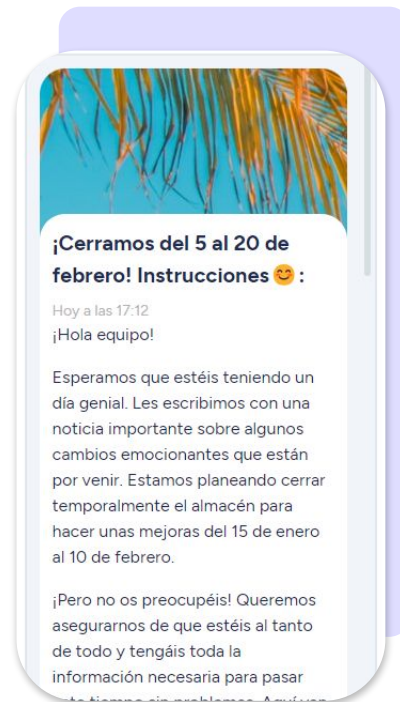 ¡Cerramos del 5 al 20 de
febrero! Instrucciones 😊 :
Hoy a las 17:12
¡Hola equipo!
Esperamos que estéis teniendo un
día genial. Les escribimos con una
noticia importante sobre algunos
cambios emocionantes que están
por venir. Estamos planeando cerrar
temporalmente el almacén para
hacer unas mejoras del 15 de enero
al 10 de febrero.
¡Pero no os preocupéis! Queremos
asegurarnos de que estéis al tanto
de todo y tengáis toda la
información necesaria para pasar